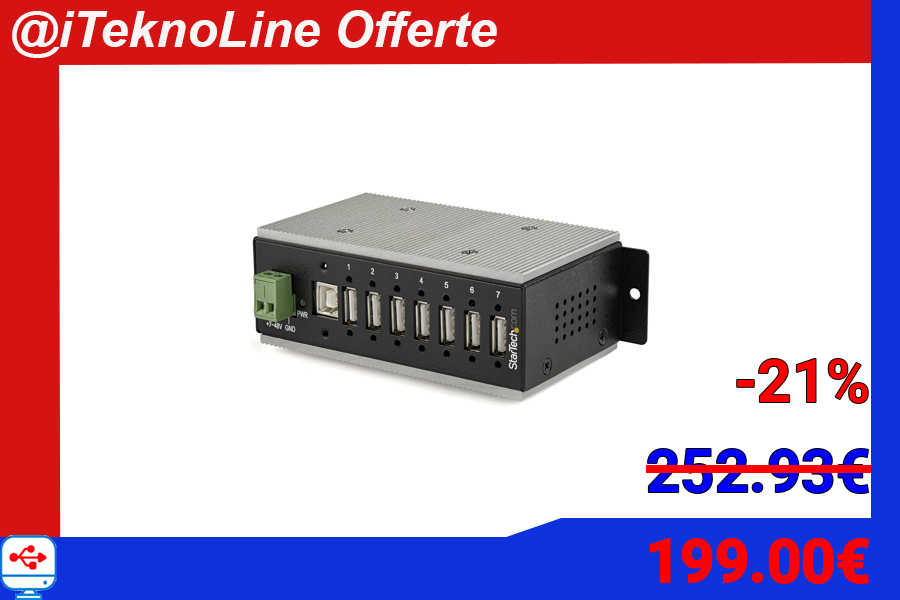 @iTeknoLine Offerte
1 2 3 4 5 6 7
PWR
+7~48V GND
StarTech.com
-21%
252.93€
199.00€